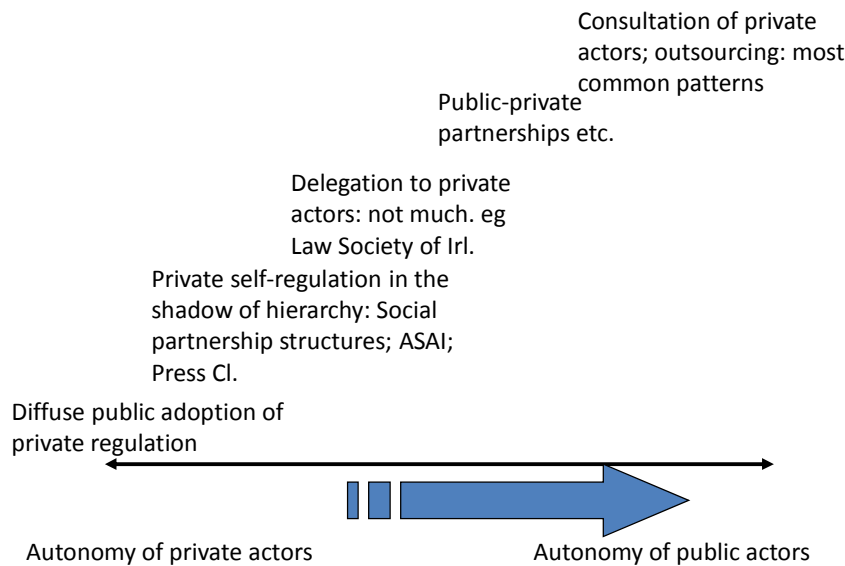 Consultation of private
actors; outsourcing: most
common patterns
Public-private
partnerships etc.
Delegation to private
actors: not much. eg
Law Society of Irl.
Private self-regulation in the
shadow of hierarchy: Social
partnership structures; ASAI;
Press Cl.
Diffuse public adoption of
private regulation
Autonomy of private actors
Autonomy of public actors